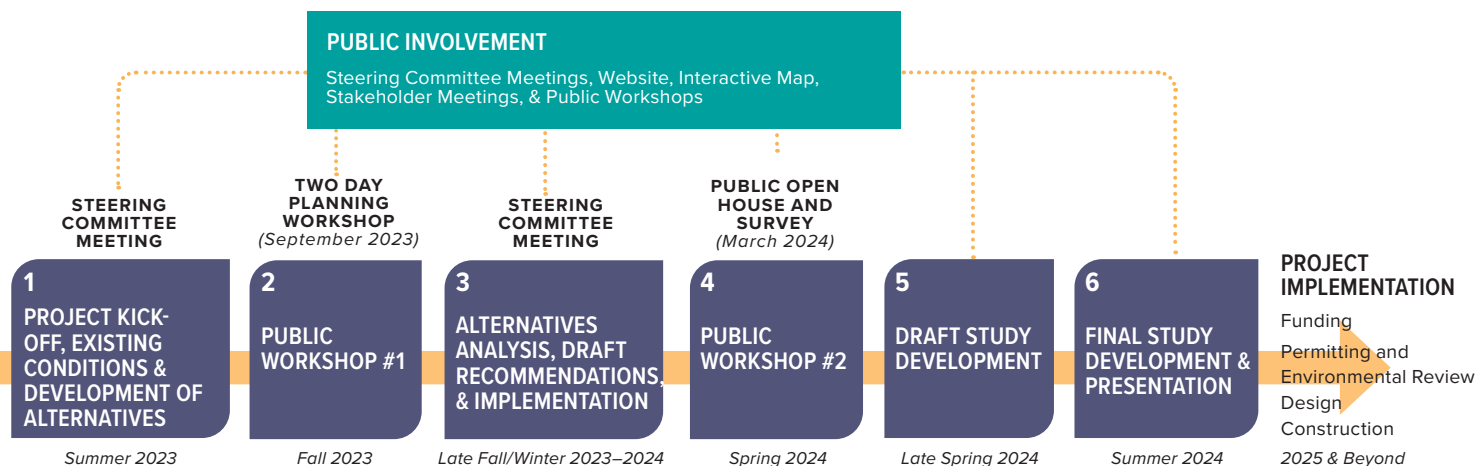 PUBLIC INVOLVEMENT
Steering Committee Meetings, Website, Interactive Map,
Stakeholder Meetings, & Public Workshops
STEERING
COMMITTEE
MEETING
TWO DAY
PLANNING
WORKSHOP
(September 2023)
STEERING
COMMITTEE
MEETING
PUBLIC OPEN
HOUSE AND
SURVEY
(March 2024)
1
PROJECT KICK-
OFF, EXISTING
CONDITIONS &
DEVELOPMENT OF
ALTERNATIVES
Summer 2023
2
PUBLIC
WORKSHOP #1
Fall 2023
3
ALTERNATIVES
ANALYSIS, DRAFT
RECOMMENDATIONS,
& IMPLEMENTATION
Late Fall/Winter 2023–2024
4
PUBLIC
WORKSHOP #2
Spring 2024
5
DRAFT STUDY
DEVELOPMENT
Late Spring 2024
6
FINAL STUDY
DEVELOPMENT &
PRESENTATION
Summer 2024
PROJECT
IMPLEMENTATION
Funding
Permitting and
Environmental Review
Design
Construction
2025 & Beyond